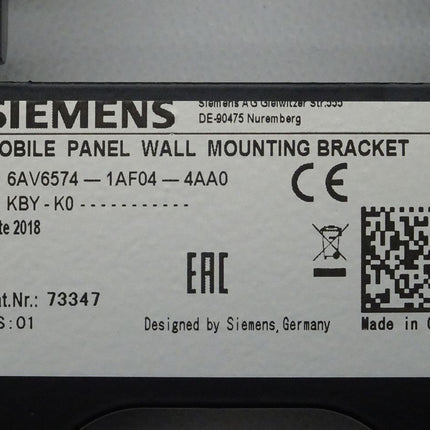 SIEMENS
Siemens AG Gleiwitzer Str.555
DE-90475 Nuremberg
OBILE PANEL WALL MOUNTING BRACKET
6AV6574 — 1AF04 — 4AA0
KBY - K0 - - - - - - - - - - -
te 2018
CE
EAC
at.Nr.: 73347
S : 01
Designed by Siemens, Germany
Made in